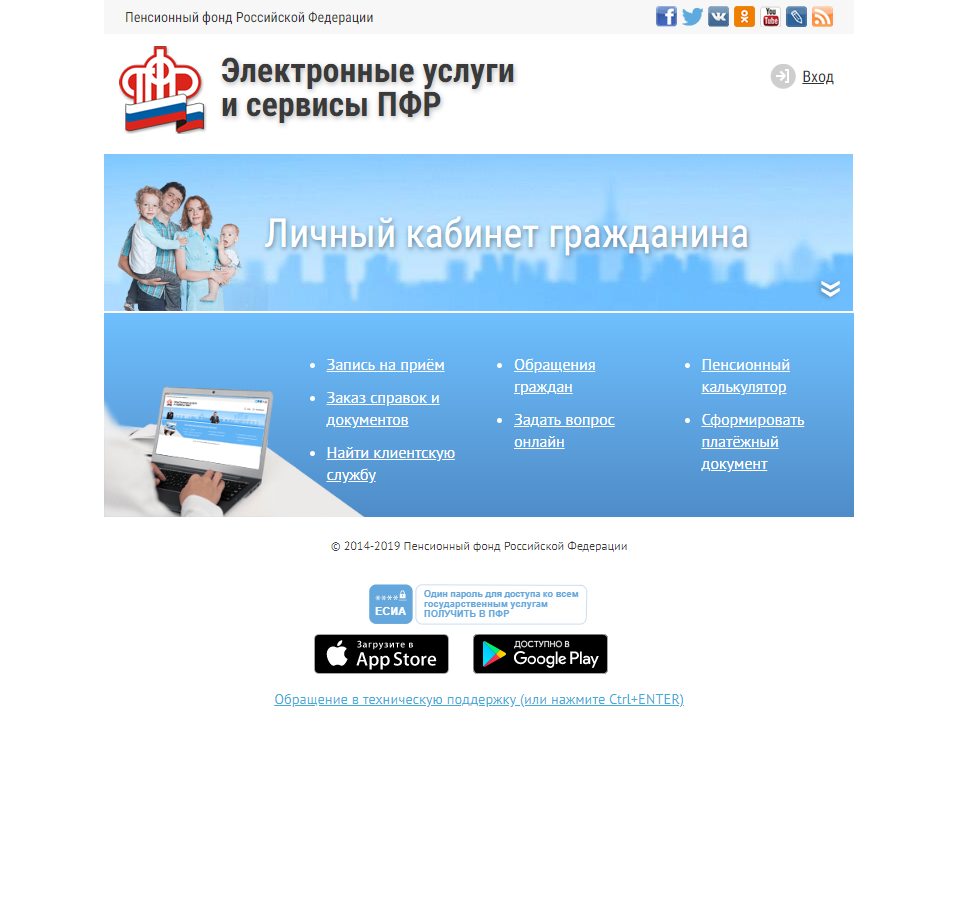 Пенсионный фонд Российской Федерации
You
Tube
ПФР
Электронные услуги
и сервисы ПФР
Вход
Личный кабинет гражданина
Запись на приём
Заказ справок и
документов
Найти клиентскую
службу
Обращения
граждан
Задать вопрос
онлайн
Пенсионный
калькулятор
Сформировать
платёжный
документ
© 2014-2019 Пенсионный фонд Российской Федерации
****
ЕСИА
Один пароль для доступа ко всем
государственным услугам
ПОЛУЧИТЬ В ПФР
Загрузите в
App Store
ДОСТУПНО В
Google Play
Обращение в техническую поддержку (или нажмите Ctrl+ENTER)